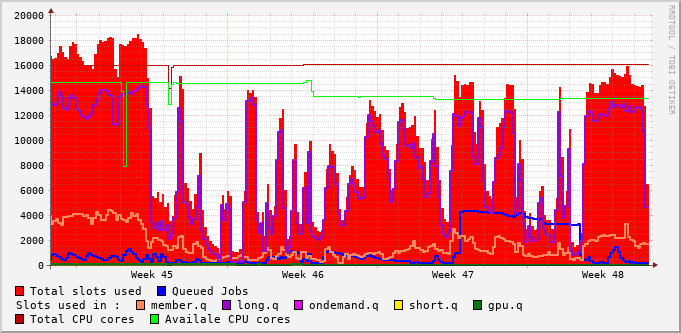 20000
18000
16000
14000
12000
10000
8000
6000
4000
2000
0
Week 45 Week 46 Week 47 Week 48
Total slots used Queued Jobs
Slots used in : member.q long.q ondemand.q short.q gpu.q
Total CPU cores Availale CPU cores
RRDTOOL / TOBI OETIKER